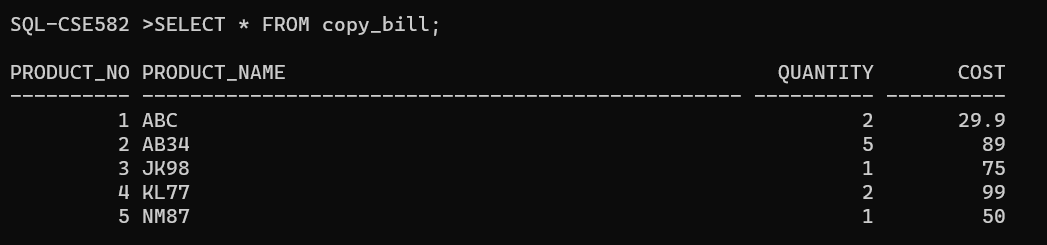 SQL-CSE582 >SELECT * FROM copy_bill;
PRODUCT_NO PRODUCT_NAME QUANTITY COST
---------- -------------------------------------------------- ---------- ----------
1 ABC 2 29.9
2 AB34 5 89
3 JK98 1 75
4 KL77 2 99
5 NM87 1 50